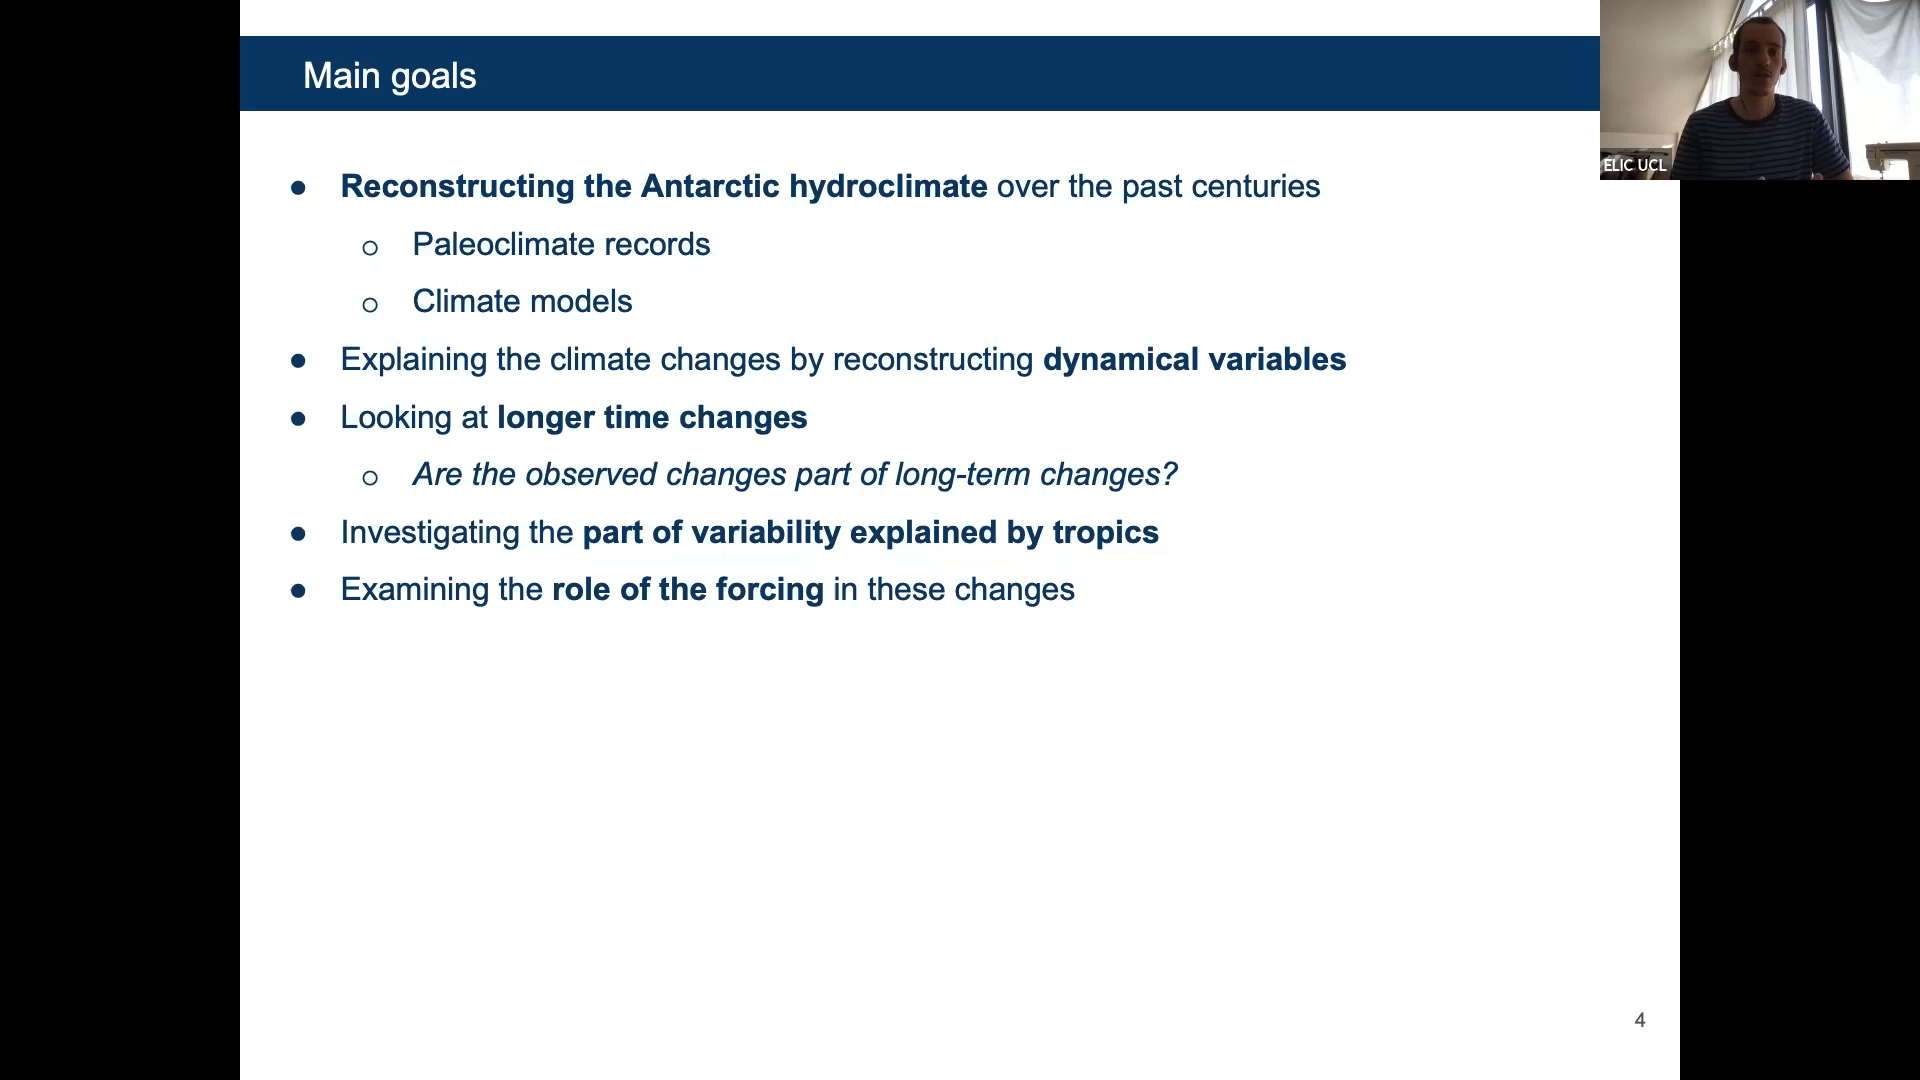 Main goals
ELIC UCL
● Reconstructing the Antarctic hydroclimate over the past centuries
○ Paleoclimate records
○ Climate models
● Explaining the climate changes by reconstructing dynamical variables
● Looking at longer time changes
○ Are the observed changes part of long-term changes?
● Investigating the part of variability explained by tropics
● Examining the role of the forcing in these changes
4